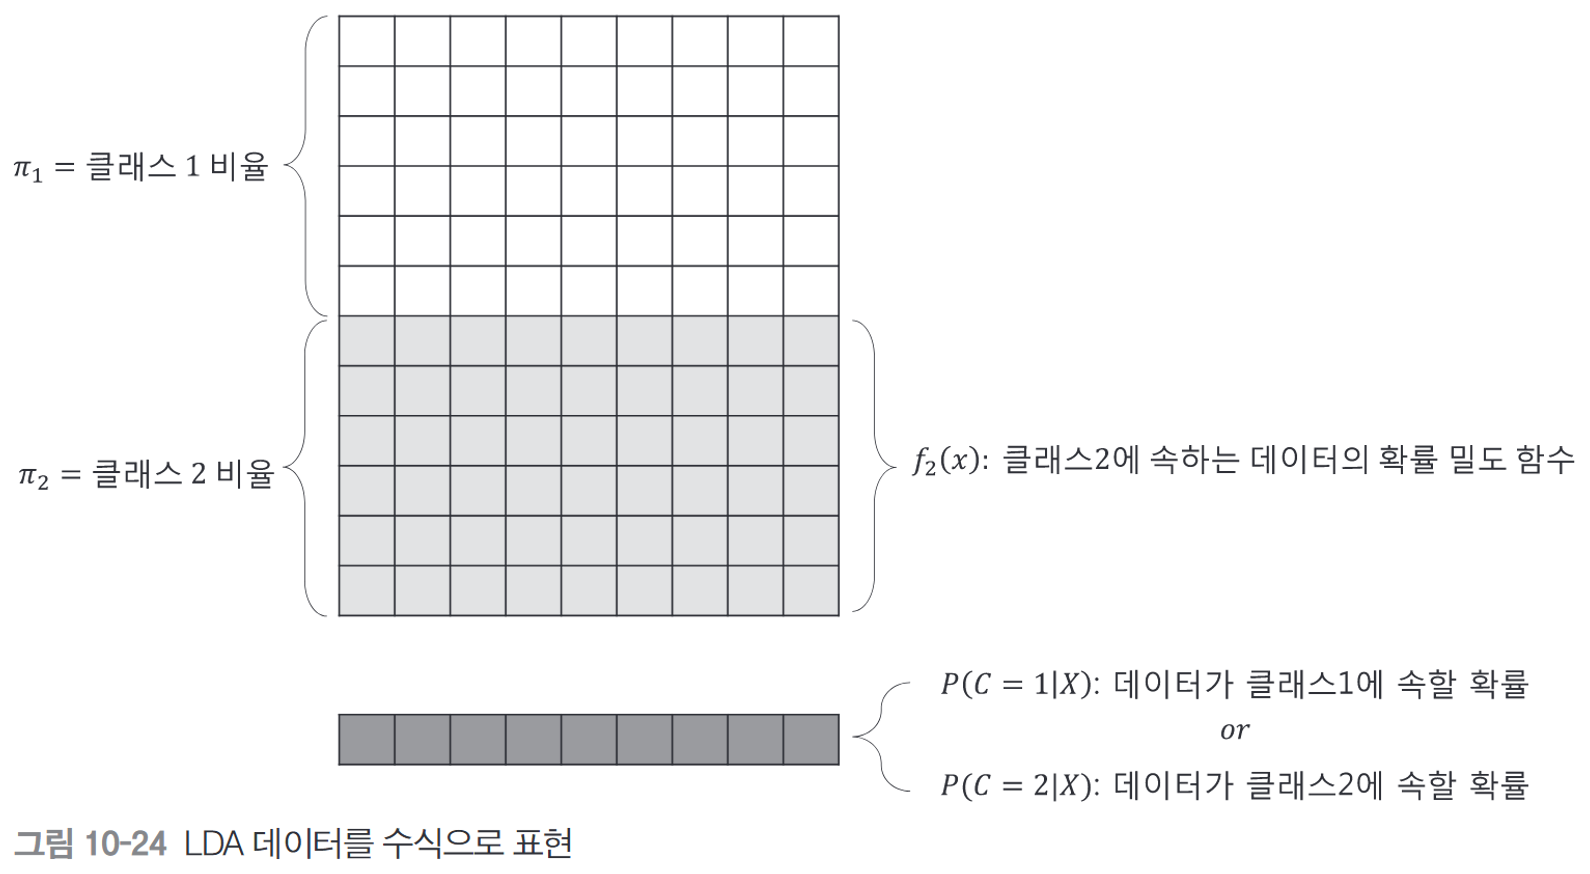 π₁ = 클래스 1 비율
π₂ = 클래스 2 비율
f₂(x): 클래스2에 속하는 데이터의 확률 밀도 함수
P(C = 1|X): 데이터가 클래스1에 속할 확률
or
P(C = 2|X): 데이터가 클래스2에 속할 확률
그림 10-24 LDA 데이터를 수식으로 표현